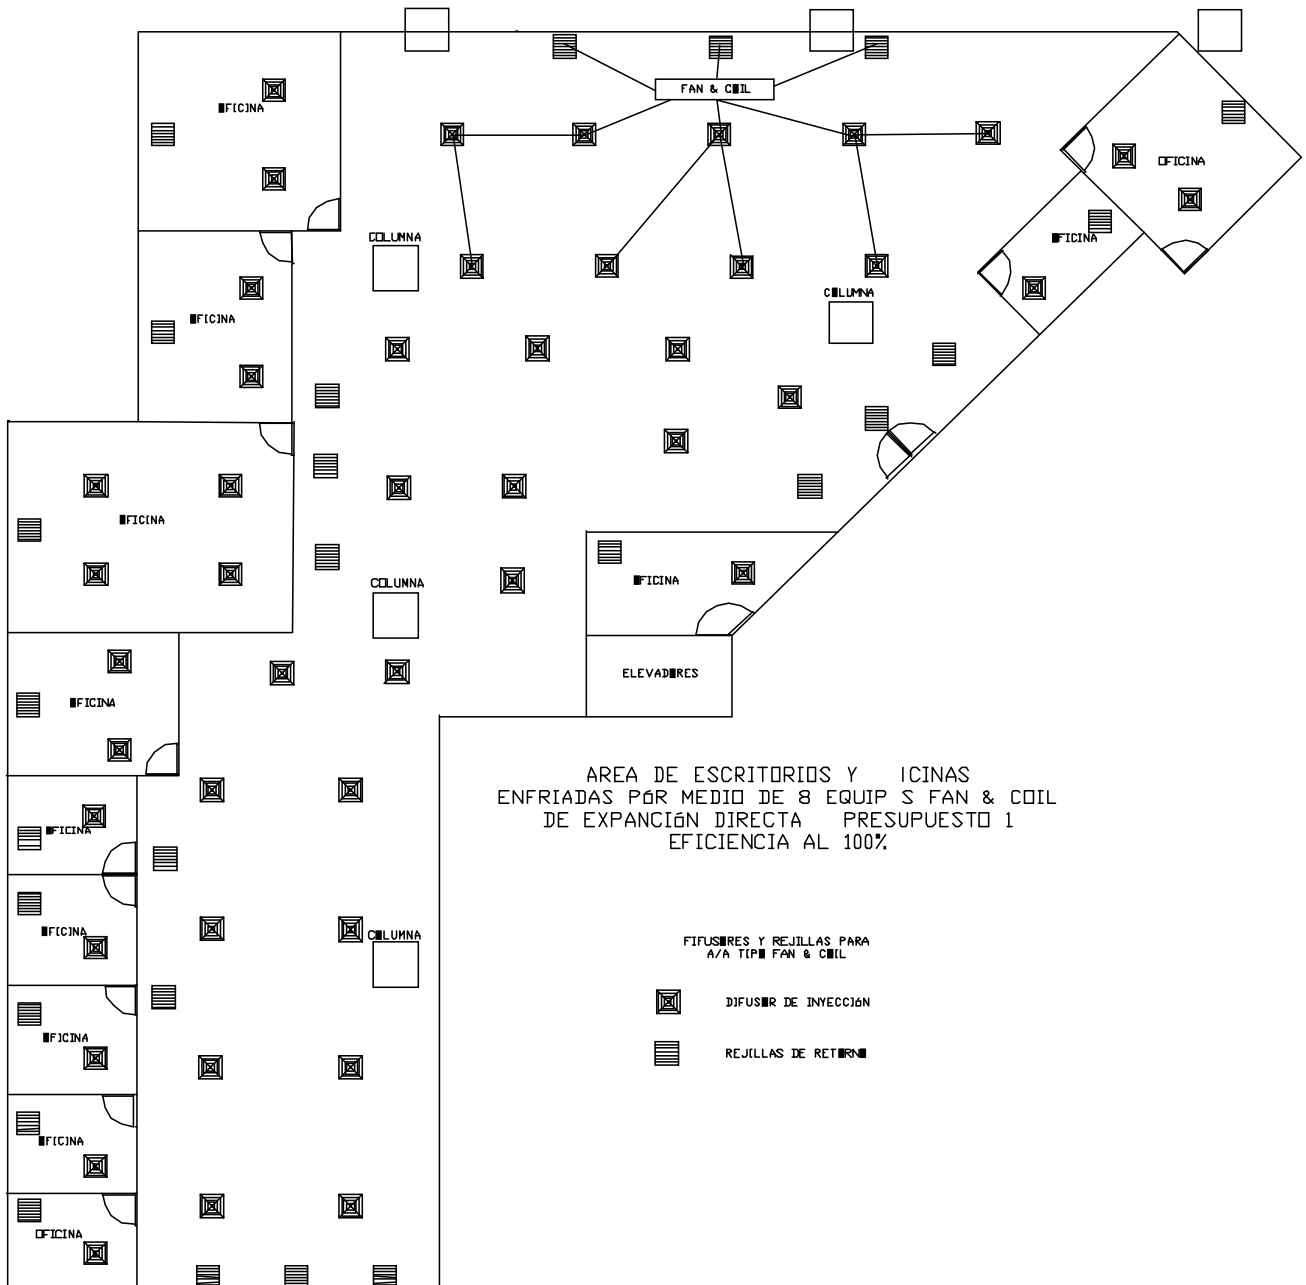 FAN & COIL
OFICINA
OFICINA
COLUMNA
OFICINA
COLUMNA
OFICINA
OFICINA
COLUMNA
OFICINA
ELEVADORES
OFICINA
AREA DE ESCRITORIOS Y ICINAS
ENFRIADAS PóR MEDIO DE 8 EQUIP S FAN & COIL
DE EXPANCIóN DIRECTA PRESUPUESTO 1
EFICIENCIA AL 100%
OFICINA
OFICINA
COLUMNA
FIFUSORES Y REJILLAS PARA
A/A TIPO FAN & COIL
DIFUSOR DE INYECCIóN
OFICINA
REJILLAS DE RETORNO
OFICINA
OFICINA